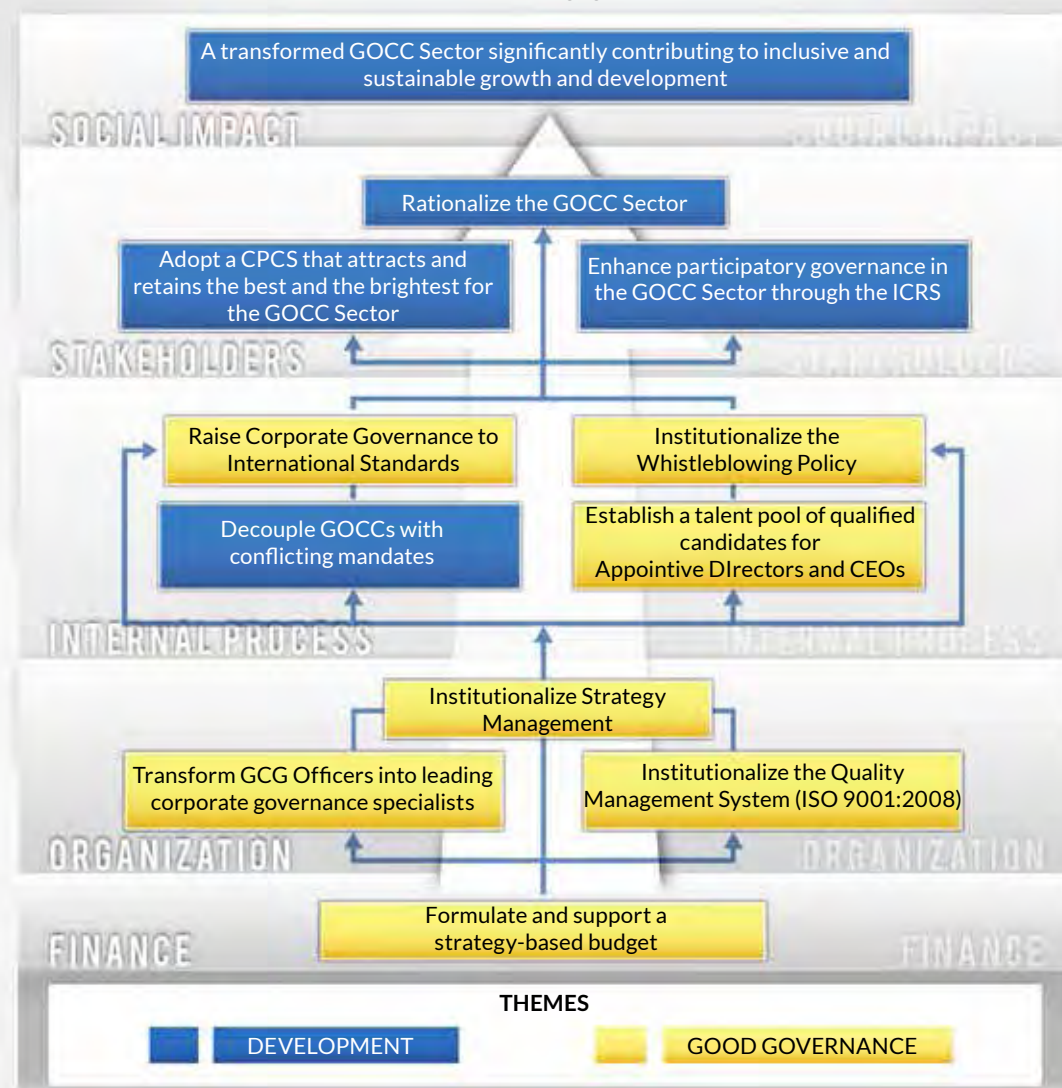 A transformed GOCC Sector significantly contributing to inclusive and
sustainable growth and development
SOCIAL IMPACT
SOCIAL IMPACT
Rationalize the GOCC Sector
Adopt a CPCS that attracts and
retains the best and the brightest for
the GOCC Sector
Enhance participatory governance in
the GOCC Sector through the ICRS
STAKEHOLDERS
STAKEHOLDERS
Raise Corporate Governance to
International Standards
Institutionalize the
Whistleblowing Policy
Decouple GOCCs with
conflicting mandates
Establish a talent pool of qualified
candidates for
Appointive DIrectors and CEOs
INTERNAL PROCESS
INTERNAL PROCESS
Institutionalize Strategy
Management
Transform GCG Officers into leading
corporate governance specialists
Institutionalize the Quality
Management System (ISO 9001:2008)
ORGANIZATION
ORGANIZATION
Formulate and support a
strategy-based budget
FINANCE
FINANCE
THEMES
DEVELOPMENT
GOOD GOVERNANCE